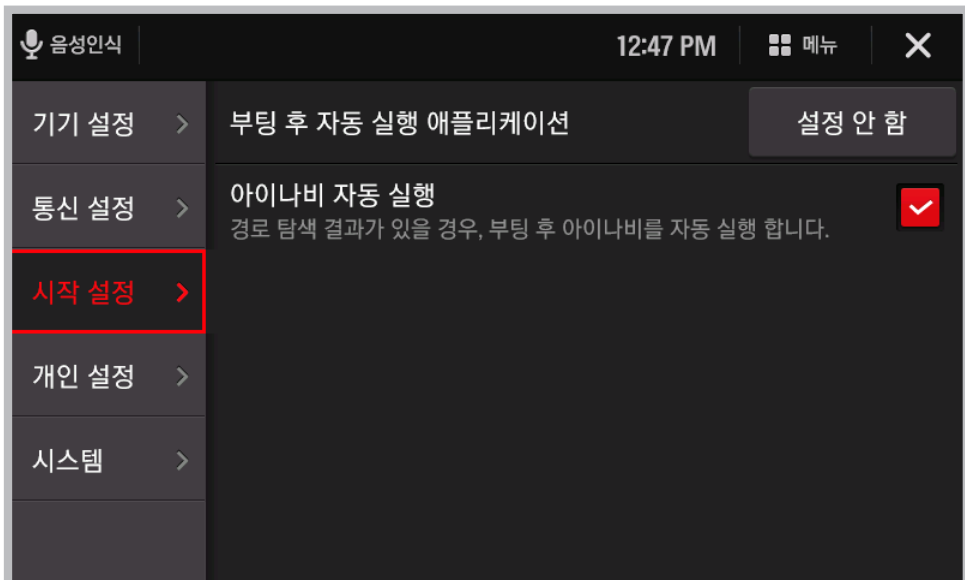 음성인식
12:47 PM
메뉴
기기 설정
부팅 후 자동 실행 애플리케이션
설정 안 함
통신 설정
아이나비 자동 실행
경로 탐색 결과가 있을 경우, 부팅 후 아이나비를 자동 실행 합니다.
시작 설정
개인 설정
시스템